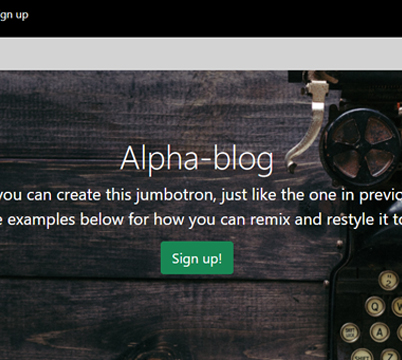 gn up
Alpha-blog
you can create this jumbotron, just like the one in previo
examples below for how you can remix and restyle it to
Sign up!
Q W
A